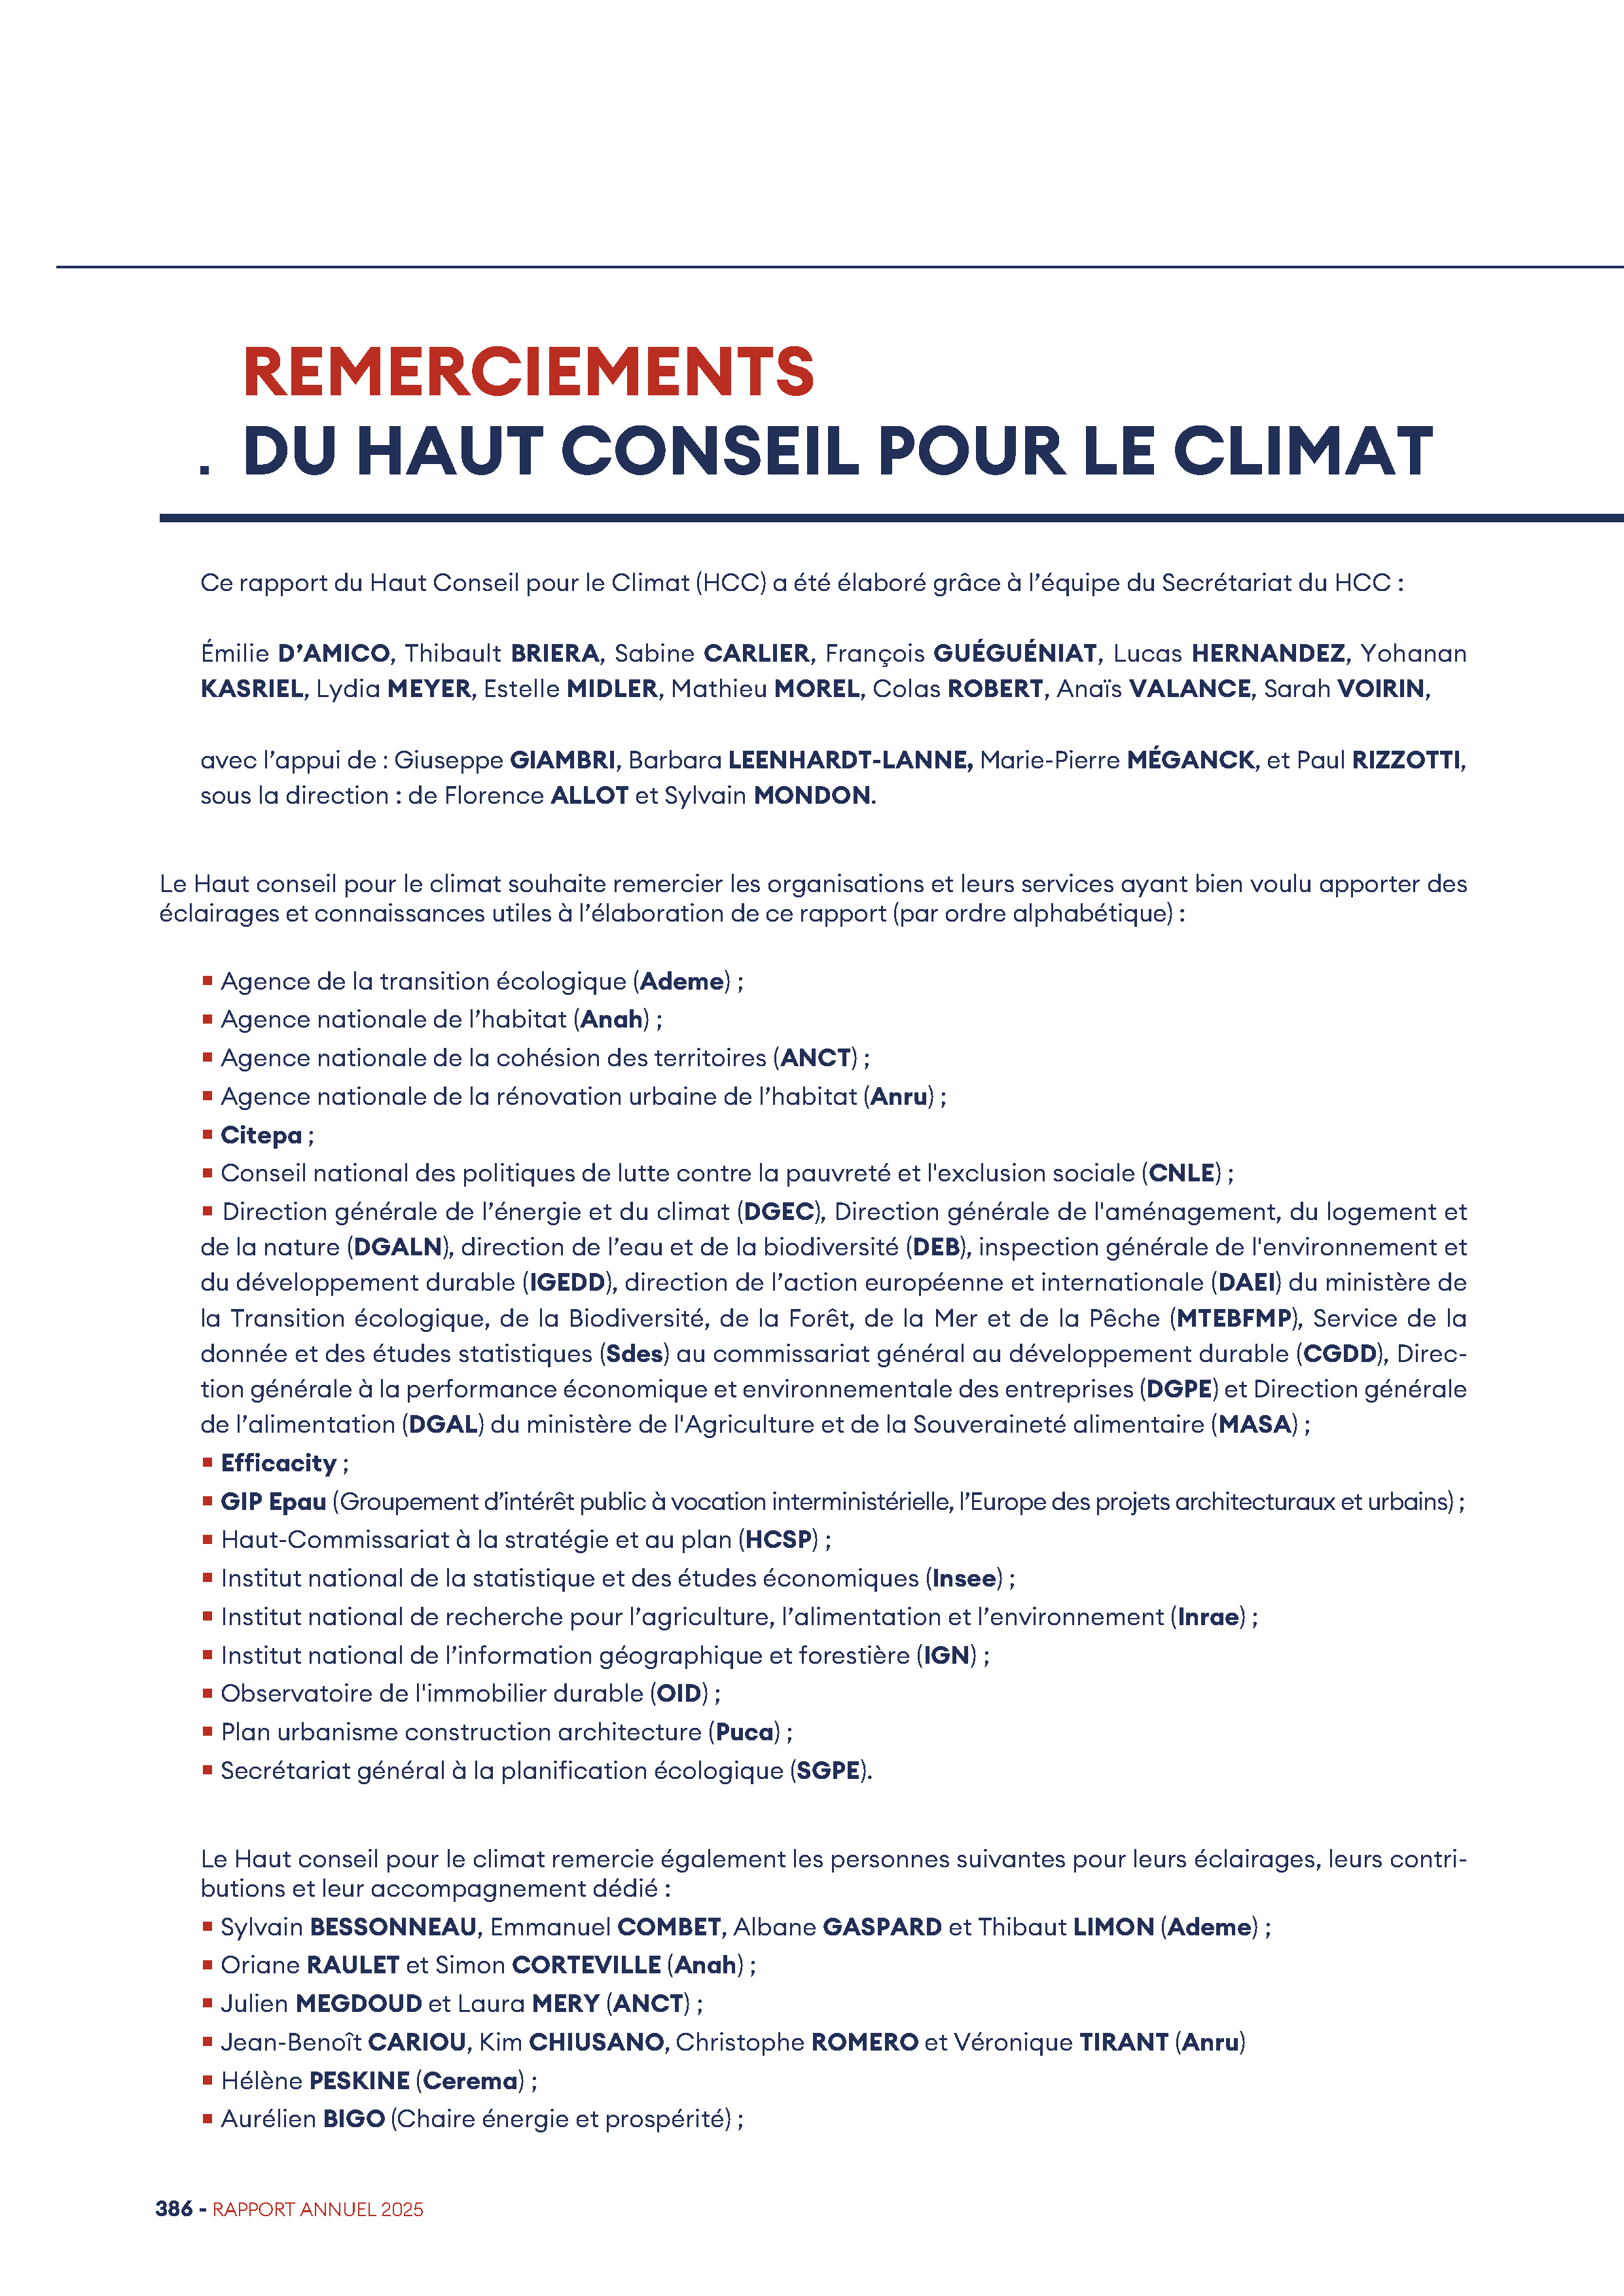 REMERCIEMENTS
. DU HAUT CONSEIL POUR LE CLIMAT
Ce rapport du Haut Conseil pour le Climat (HCC) a été élaboré grâce à l’équipe du Secrétariat du HCC :
Émilie D’AMICO, Thibault BRIERA, Sabine CARLIER, François GUÉGUÉNIAT, Lucas HERNANDEZ, Yohanan
KASRIEL, Lydia MEYER, Estelle MIDLER, Mathieu MOREL, Colas ROBERT, Anaïs VALANCE, Sarah VOIRIN,
avec l’appui de : Giuseppe GIAMBRI, Barbara LEENHARDT-LANNE, Marie-Pierre MÉGANCK, et Paul RIZZOTTI,
sous la direction : de Florence ALLOT et Sylvain MONDON.
Le Haut conseil pour le climat souhaite remercier les organisations et leurs services ayant bien voulu apporter des
éclairages et connaissances utiles à l’élaboration de ce rapport (par ordre alphabétique) :
▪ Agence de la transition écologique (Ademe) ;
▪ Agence nationale de l’habitat (Anah) ;
▪ Agence nationale de la cohésion des territoires (ANCT) ;
▪ Agence nationale de la rénovation urbaine de l’habitat (Anru) ;
▪ Citepa ;
▪ Conseil national des politiques de lutte contre la pauvreté et l'exclusion sociale (CNLE) ;
▪ Direction générale de l’énergie et du climat (DGEC), Direction générale de l'aménagement, du logement et
de la nature (DGALN), direction de l’eau et de la biodiversité (DEB), inspection générale de l'environnement et
du développement durable (IGEDD), direction de l’action européenne et internationale (DAEI) du ministère de
la Transition écologique, de la Biodiversité, de la Forêt, de la Mer et de la Pêche (MTEBFMP), Service de la
donnée et des études statistiques (Sdes) au commissariat général au développement durable (CGDD), Direc-
tion générale à la performance économique et environnementale des entreprises (DGPE) et Direction générale
de l’alimentation (DGAL) du ministère de l'Agriculture et de la Souveraineté alimentaire (MASA) ;
▪ Efficacity ;
▪ GIP Epau (Groupement d’intérêt public à vocation interministérielle, l’Europe des projets architecturaux et urbains) ;
▪ Haut-Commissariat à la stratégie et au plan (HCSP) ;
▪ Institut national de la statistique et des études économiques (Insee) ;
▪ Institut national de recherche pour l’agriculture, l’alimentation et l’environnement (Inrae) ;
▪ Institut national de l’information géographique et forestière (IGN) ;
▪ Observatoire de l'immobilier durable (OID) ;
▪ Plan urbanisme construction architecture (Puca) ;
▪ Secrétariat général à la planification écologique (SGPE).
Le Haut conseil pour le climat remercie également les personnes suivantes pour leurs éclairages, leurs contri-
butions et leur accompagnement dédié :
▪ Sylvain BESSONNEAU, Emmanuel COMBET, Albane GASPARD et Thibaut LIMON (Ademe) ;
▪ Oriane RAULET et Simon CORTEVILLE (Anah) ;
▪ Julien MEGDOUD et Laura MERY (ANCT) ;
▪ Jean-Benoît CARIOU, Kim CHIUSANO, Christophe ROMERO et Véronique TIRANT (Anru)
▪ Hélène PESKINE (Cerema) ;
▪ Aurélien BIGO (Chaire énergie et prospérité) ;
386 - RAPPORT ANNUEL 2025